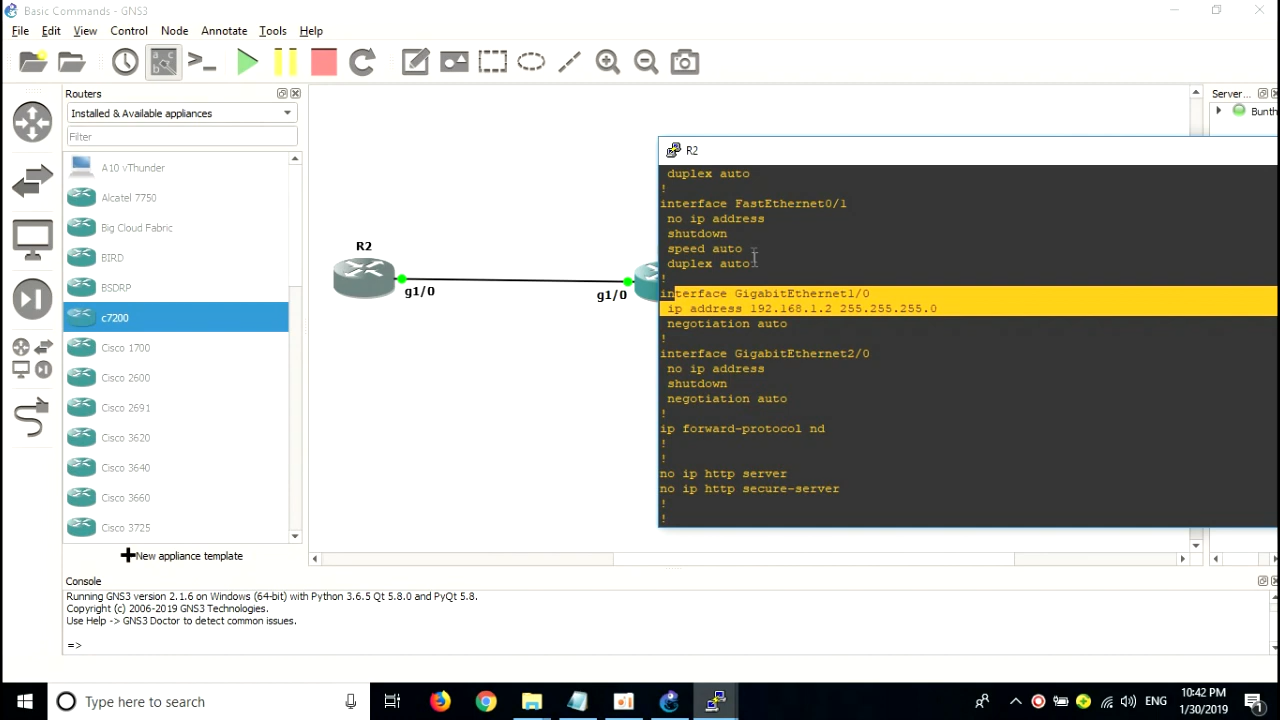 Basic Commands - GNS3
File Edit View Control Node Annotate Tools Help
Routers
Installed & Available appliances
Filter
A10 vThunder
Alcatel 7750
Big Cloud Fabric
BIRD
BSDRP
c7200
Cisco 1700
Cisco 2600
Cisco 2691
Cisco 3620
Cisco 3640
Cisco 3660
Cisco 3725
New appliance template
R2
g1/0
g1/0
Server...
Bunth
R2
duplex auto
!
interface FastEthernet0/1
no ip address
shutdown
speed auto
duplex auto
!
interface GigabitEthernet1/0
ip address 192.168.1.2 255.255.255.0
negotiation auto
!
interface GigabitEthernet2/0
no ip address
shutdown
negotiation auto
!
ip forward-protocol nd
!
!
no ip http server
no ip http secure-server
!
!
Console
Running GNS3 version 2.1.6 on Windows (64-bit) with Python 3.6.5 Qt 5.8.0 and PyQt 5.8.
Copyright (c) 2006-2019 GNS3 Technologies.
Use Help -> GNS3 Doctor to detect common issues.
=>
Type here to search
ENG
10:42 PM
1/30/2019
1